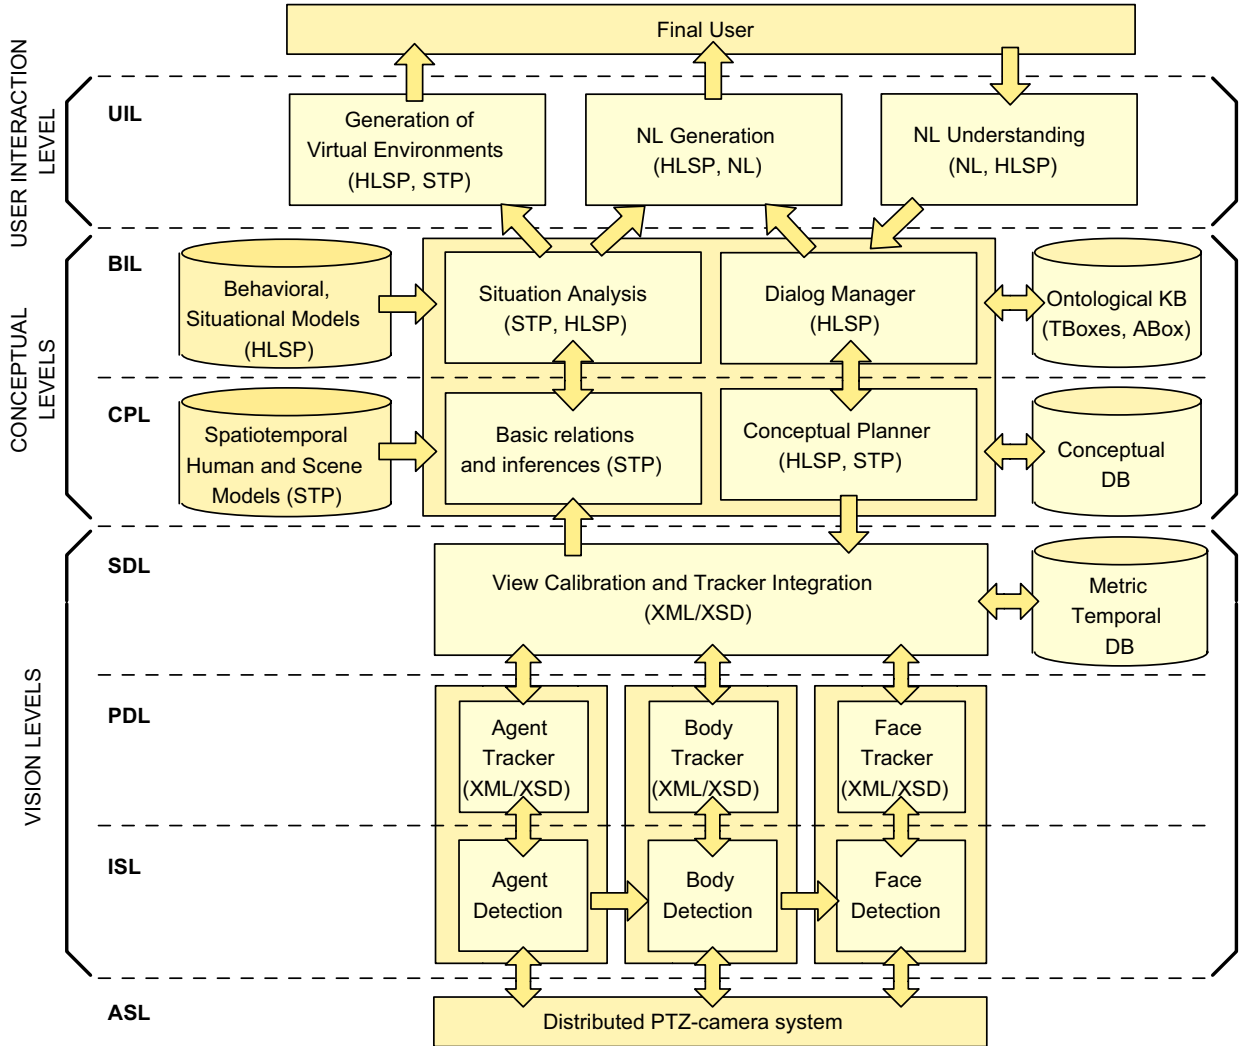 Final User
USER INTERACTION
LEVEL
UIL
Generation of
Virtual Environments
(HLSP, STP)
NL Generation
(HLSP, NL)
NL Understanding
(NL, HLSP)
CONCEPTUAL
LEVELS
BIL
Behavioral,
Situational Models
(HLSP)
Situation Analysis
(STP, HLSP)
Dialog Manager
(HLSP)
Ontological KB
(TBoxes, ABox)
CPL
Spatiotemporal
Human and Scene
Models (STP)
Basic relations
and inferences (STP)
Conceptual Planner
(HLSP, STP)
Conceptual
DB
VISION LEVELS
SDL
View Calibration and Tracker Integration
(XML/XSD)
Metric
Temporal
DB
PDL
Agent
Tracker
(XML/XSD)
Body
Tracker
(XML/XSD)
Face
Tracker
(XML/XSD)
ISL
Agent
Detection
Body
Detection
Face
Detection
ASL
Distributed PTZ-camera system